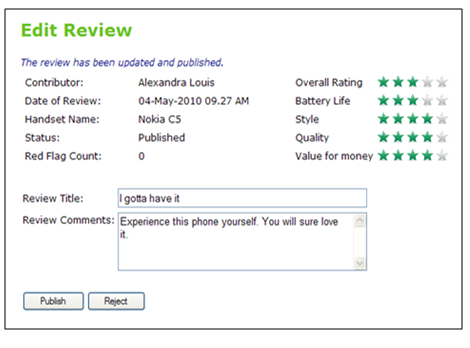 Edit Review
The review has been updated and published.
Contributor: Alexandra Louis Overall Rating
Date of Review: 04-May-2010 09.27 AM Battery Life
Handset Name: Nokia C5 Style
Status: Published Quality
Red Flag Count: 0 Value for money
Review Title: I gotta have it
Review Comments: Experience this phone yourself. You will sure love
it.
Publish Reject